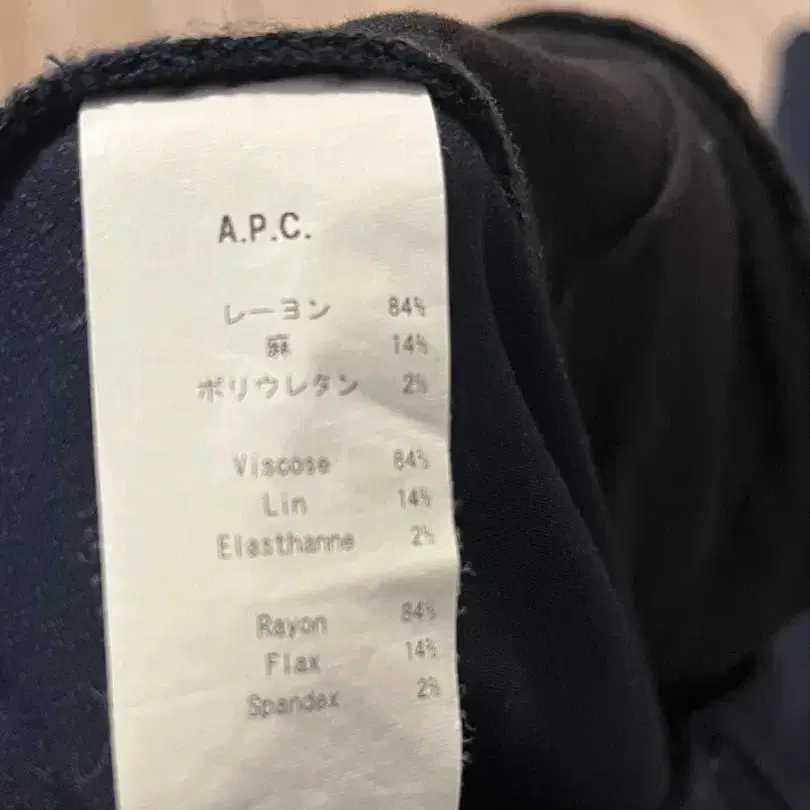 A.P.C.
レーヨン 84%
麻 14%
ポリウレタン 2%
Viscose 84%
Lin 14%
Elasthanne 2%
Rayon 84%
Flax 14%
Spandex 2%